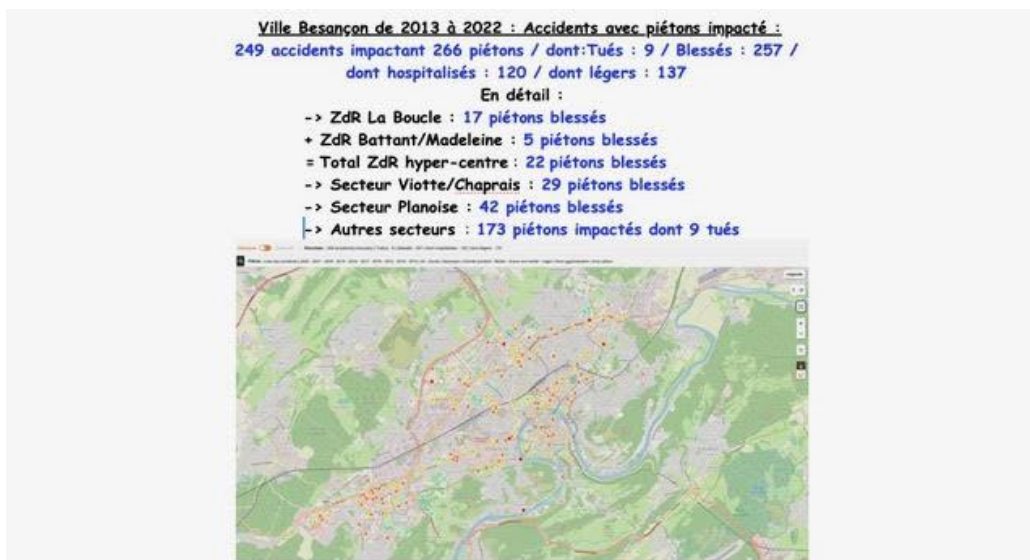 Ville Besançon de 2013 à 2022 : Accidents avec piétons impacté :
249 accidents impactant 266 piétons / dont:Tués : 9 / Blessés : 257 /
dont hospitalisés : 120 / dont légers : 137
En détail :
-> ZdR La Boucle : 17 piétons blessés
+ ZdR Battant/Madeleine : 5 piétons blessés
= Total ZdR hyper-centre : 22 piétons blessés
-> Secteur Viotte/Chaprais : 29 piétons blessés
-> Secteur Planoise : 42 piétons blessés
-> Autres secteurs : 173 piétons impactés dont 9 tués